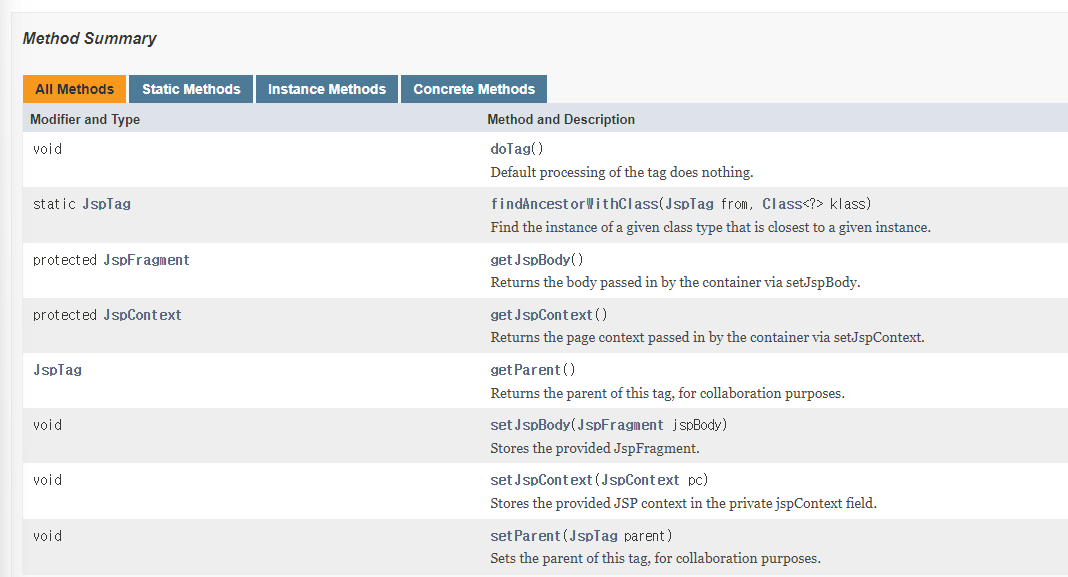 Method Summary
All Methods Static Methods Instance Methods Concrete Methods
Modifier and Type Method and Description
void doTag()
Default processing of the tag does nothing.
static JspTag findAncestorWithClass(JspTag from, Class<?> klass)
Find the instance of a given class type that is closest to a given instance.
protected JspFragment getJspBody()
Returns the body passed in by the container via setJspBody.
protected JspContext getJspContext()
Returns the page context passed in by the container via setJspContext.
JspTag getParent()
Returns the parent of this tag, for collaboration purposes.
void setJspBody(JspFragment jspBody)
Stores the provided JspFragment.
void setJspContext(JspContext pc)
Stores the provided JSP context in the private jspContext field.
void setParent(JspTag parent)
Sets the parent of this tag, for collaboration purposes.